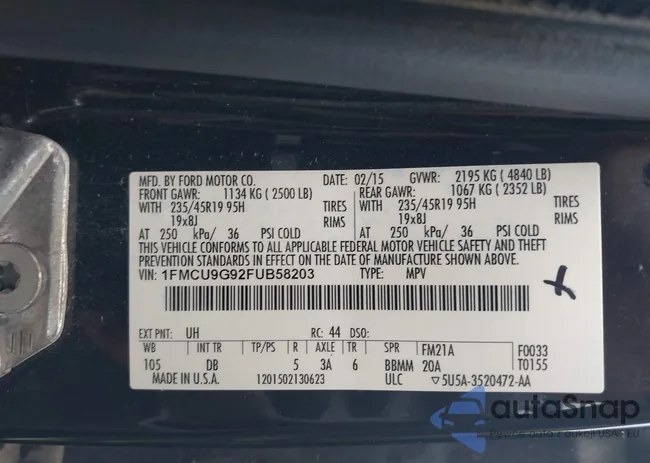 MFD. BY FORD MOTOR CO. DATE: 02/15 GVWR: 2195 KG ( 4840 LB)
FRONT GAWR: 1134 KG ( 2500 LB) REAR GAWR: 1067 KG ( 2352 LB)
WITH 235/45R19 95H TIRES WITH 235/45R19 95H TIRES
19x8J RIMS 19x8J RIMS
AT 250 kPa/ 36 PSI COLD AT 250 kPa/ 36 PSI COLD
THIS VEHICLE CONFORMS TO ALL APPLICABLE FEDERAL MOTOR VEHICLE SAFETY AND THEFT
PREVENTION STANDARDS IN EFFECT ON THE DATE OF MANUFACTURE SHOWN ABOVE.
VIN: 1FMCU9G92FUB58203 TYPE: MPV
x
EXT PNT: UH RC: 44 DSO:
WB INT TR TP/PS R AXLE TR SPR FM21A F0033
105 DB 5 3A 6 BBMM 20A T0155
MADE IN U.S.A. 1201502130623 ULC ▽5U5A-3520472-AA
autoSnap